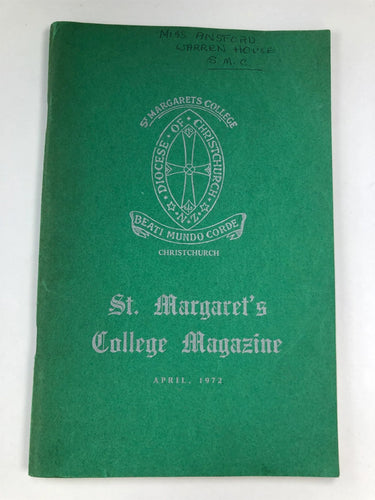 MISS ANSFORD
WARREN HOUSE
S.M.C.
ST MARGARETS COLLEGE
DIOCESE · OF · CHRISTCHURCH
N.Z.
BEATI MUNDO CORDE
CHRISTCHURCH
St. Margaret's
College Magazine
APRIL, 1972